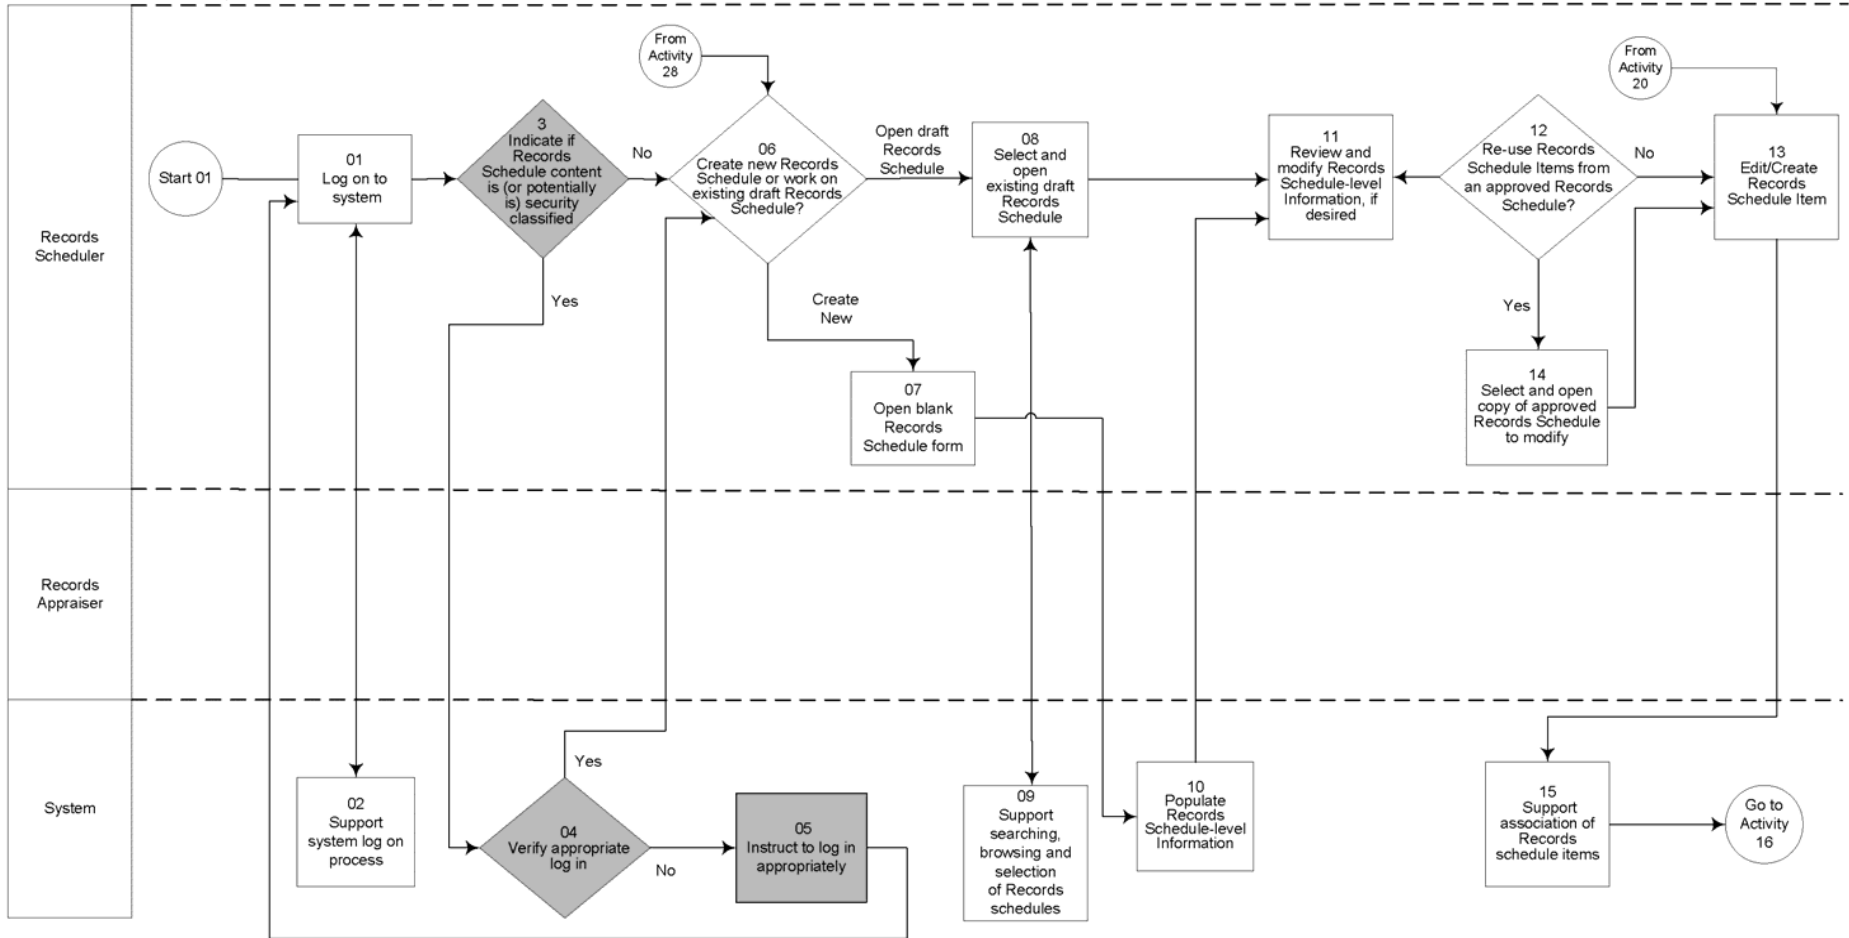 Records
Scheduler
Start 01
01
Log on to
system
3
Indicate if
Records
Schedule content
is (or potentially
is) security
classified
No
Yes
From
Activity
28
06
Create new Records
Schedule or work on
existing draft Records
Schedule?
Open draft
Records
Schedule
Create
New
07
Open blank
Records
Schedule form
08
Select and
open
existing draft
Records
Schedule
11
Review and
modify Records
Schedule-level
Information, if
desired
12
Re-use Records
Schedule Items from
an approved Records
Schedule?
No
Yes
14
Select and open
copy of approved
Records Schedule
to modify
From
Activity
20
13
Edit/Create
Records
Schedule Item
Records
Appraiser
System
02
Support
system log on
process
04
Verify appropriate
log in
Yes
No
05
Instruct to log in
appropriately
09
Support
searching,
browsing and
selection
of Records
schedules
10
Populate
Records
Schedule-level
Information
15
Support
association of
Records
schedule items
Go to
Activity
16